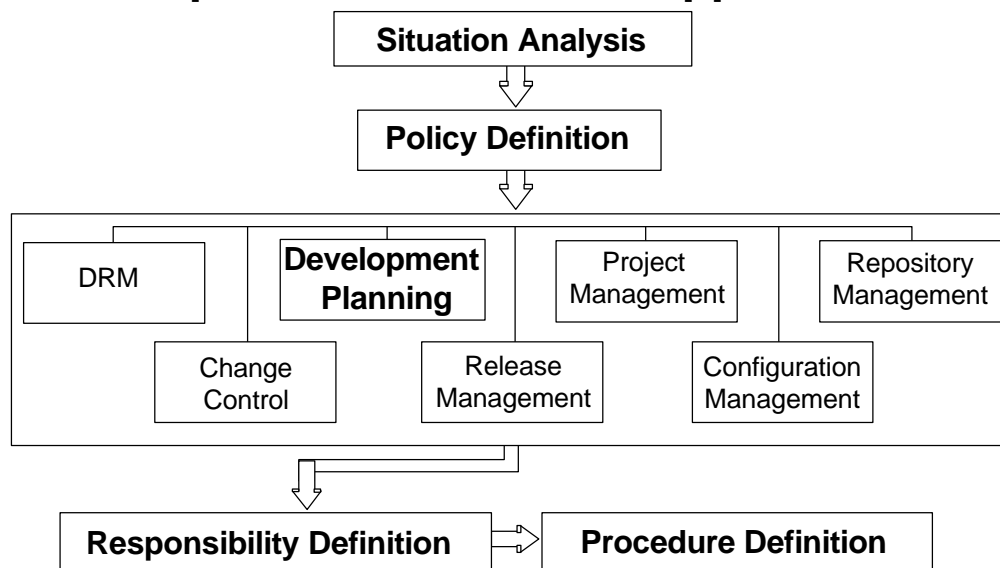 Situation Analysis
Policy Definition
DRM
Development
Planning
Project
Management
Repository
Management
Change
Control
Release
Management
Configuration
Management
Responsibility Definition
Procedure Definition